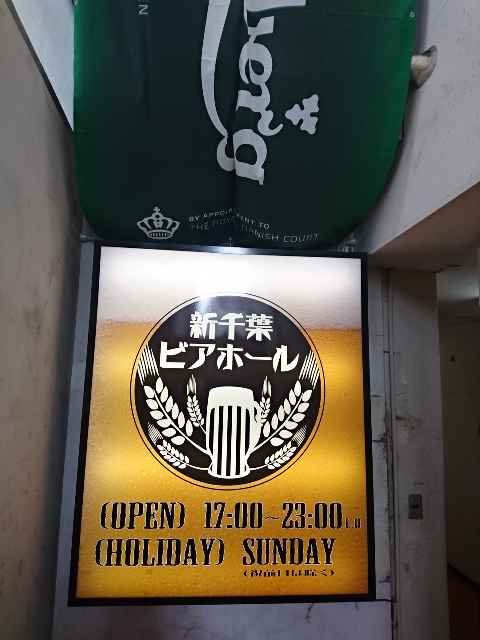 berg
BY APPOINTMENT TO
THE ROYAL DANISH COURT
新千葉
ビアホール
(OPEN) 17:00〜23:00
(HOLIDAY) SUNDAY